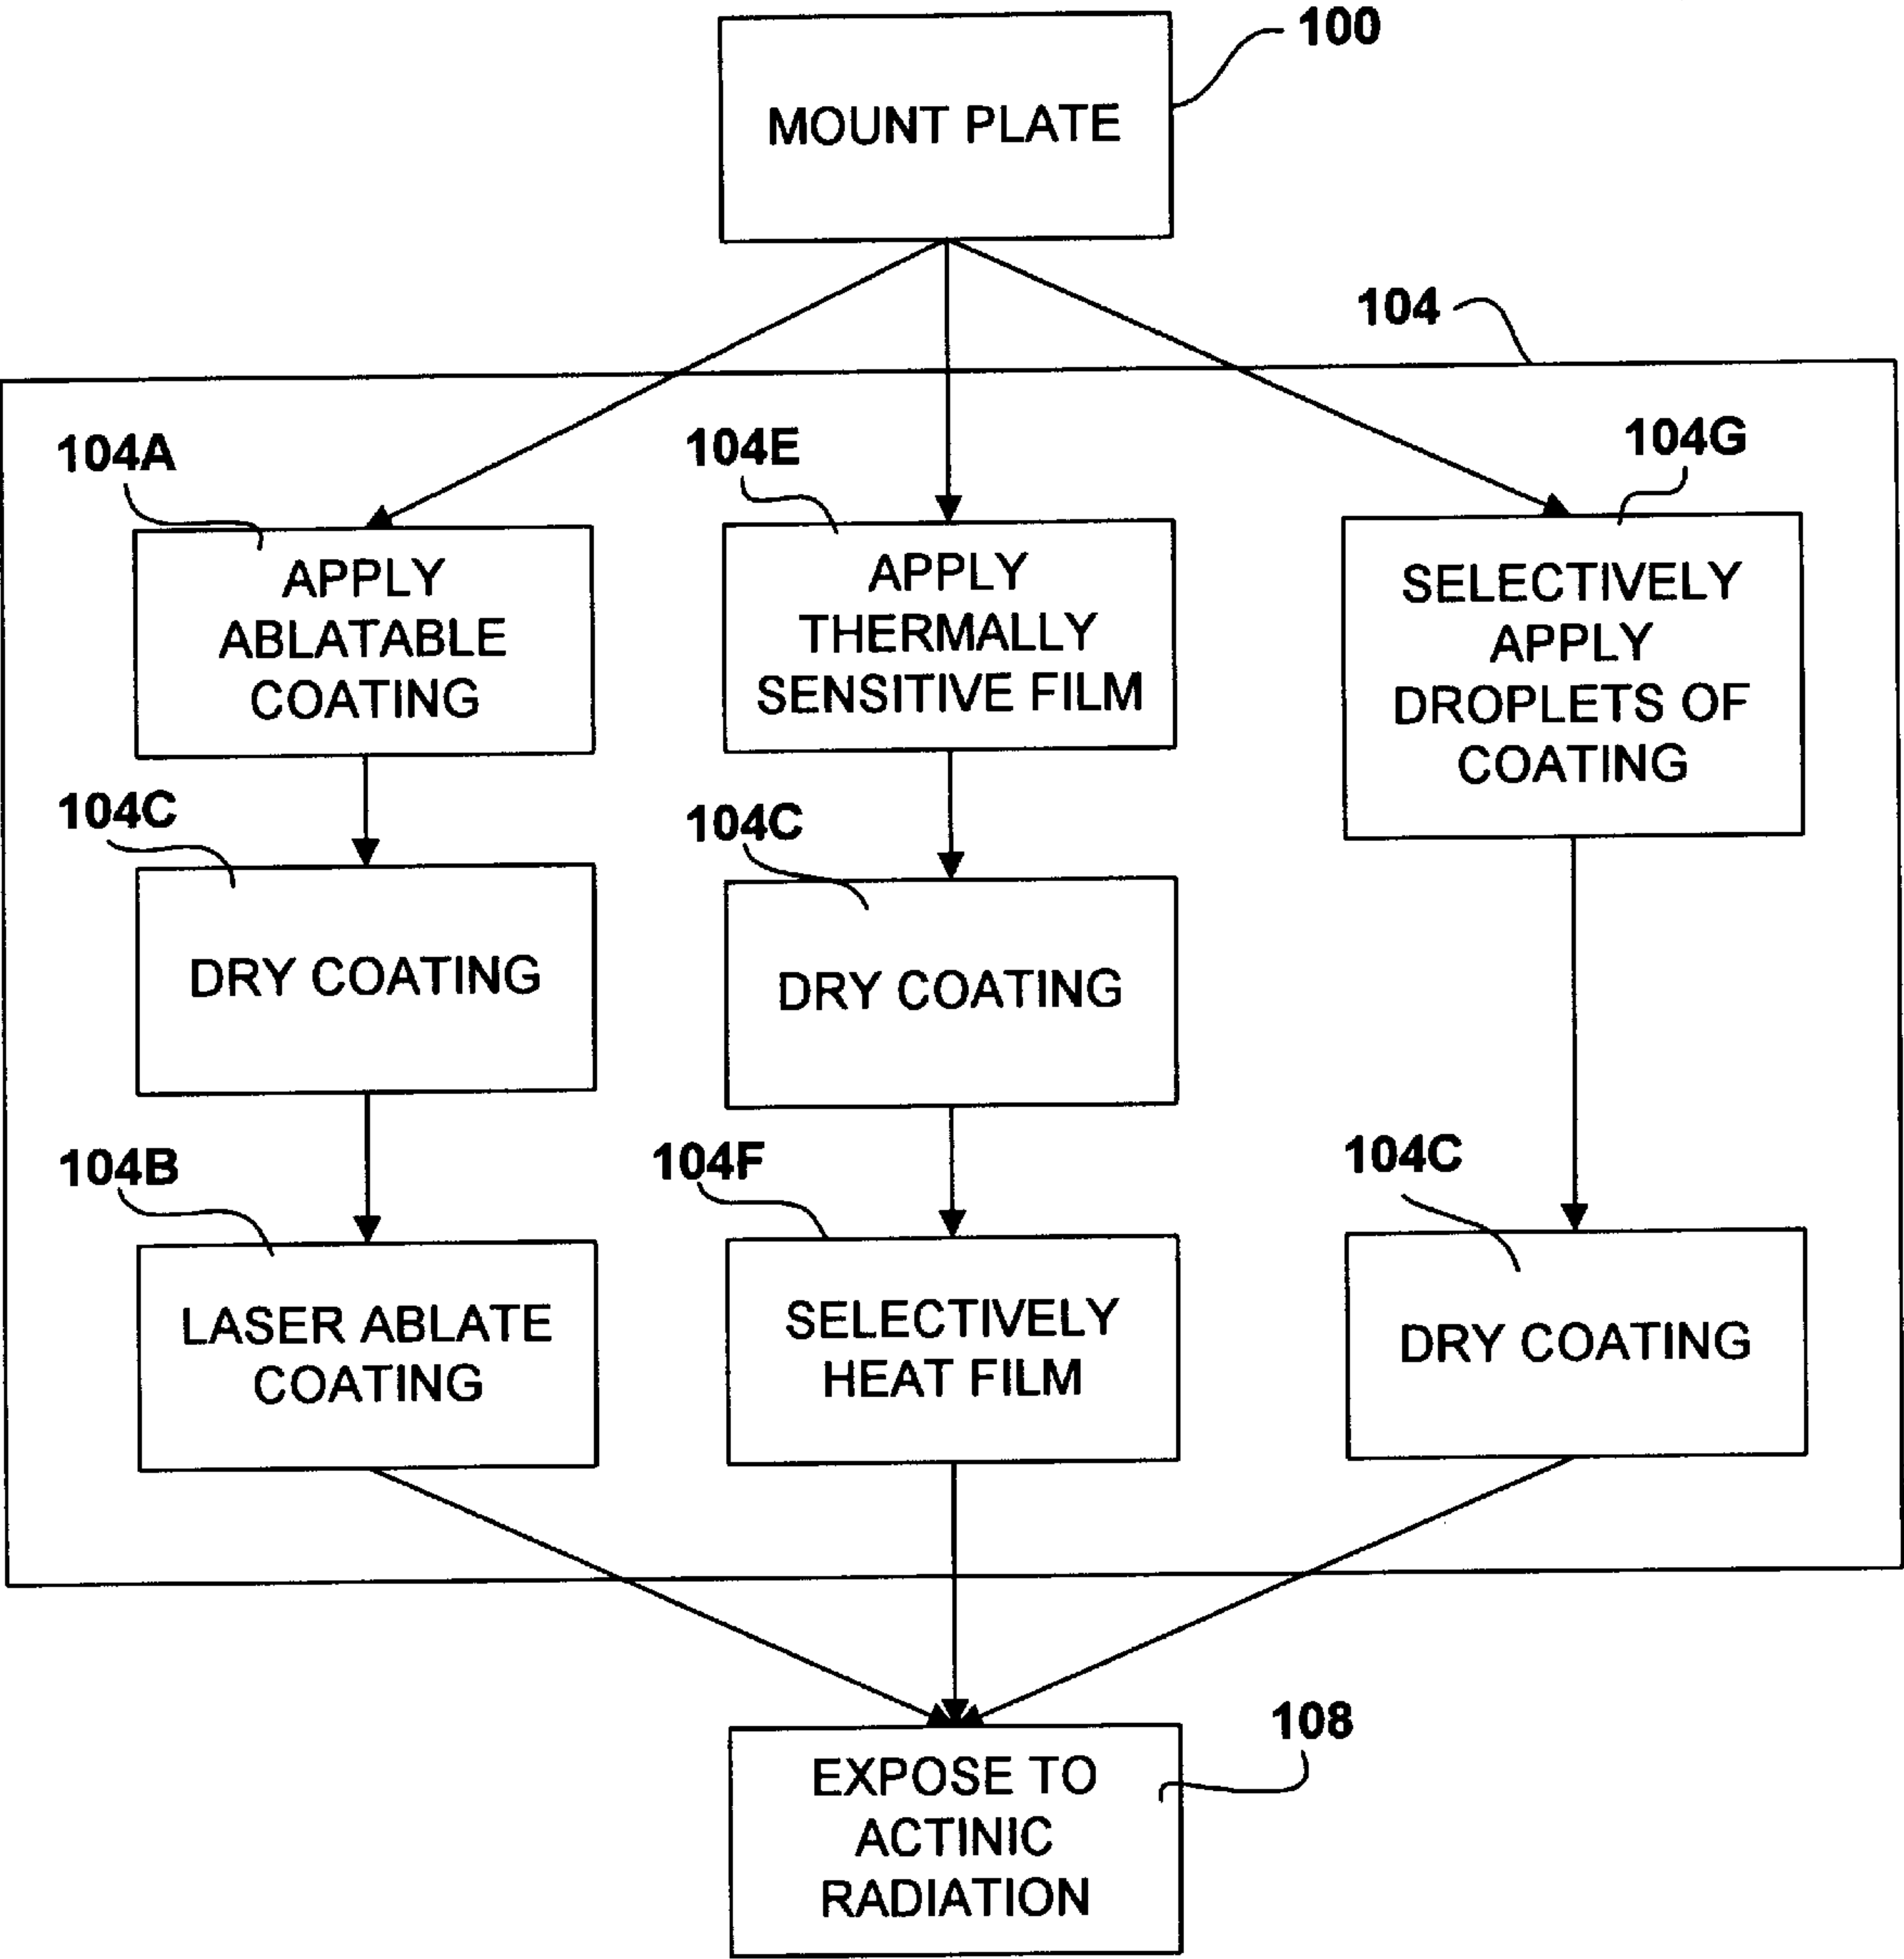 100
MOUNT PLATE
104
104A
APPLY
ABLATABLE
COATING
104E
APPLY
THERMALLY
SENSITIVE FILM
104G
SELECTIVELY
APPLY
DROPLETS OF
COATING
104C
DRY COATING
104C
DRY COATING
104B
LASER ABLATE
COATING
104F
SELECTIVELY
HEAT FILM
104C
DRY COATING
108
EXPOSE TO
ACTINIC
RADIATION